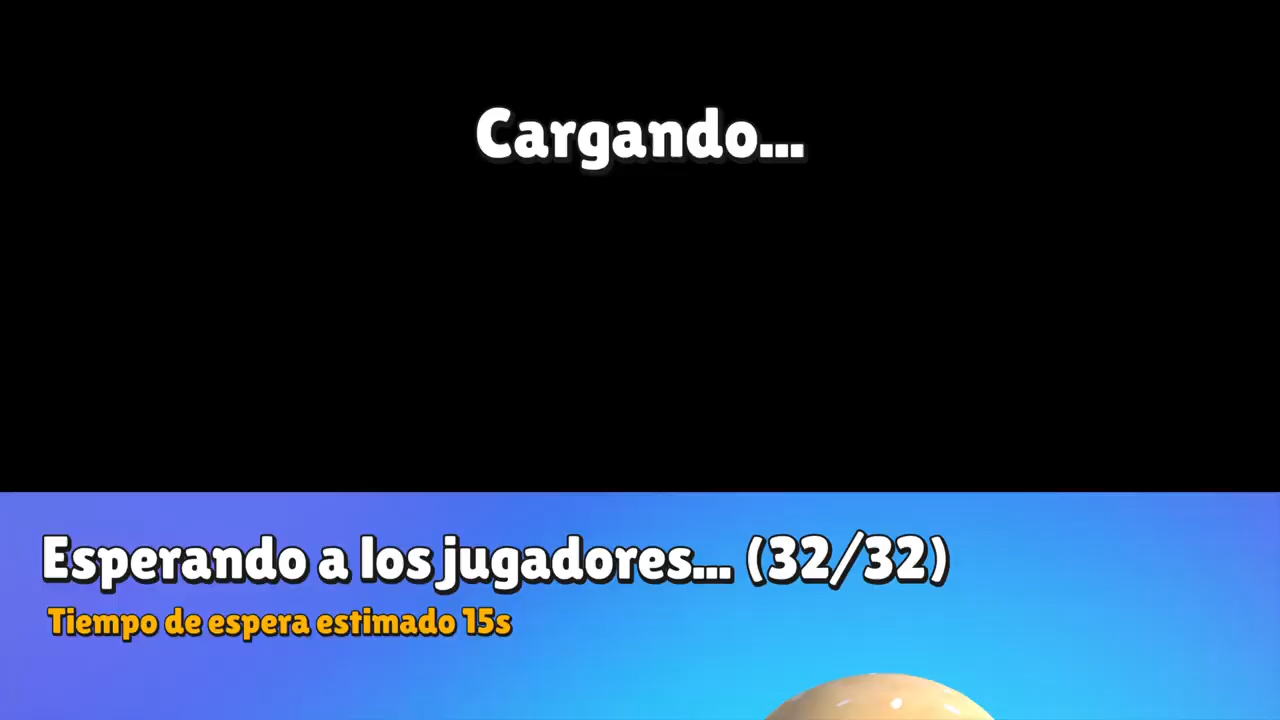 Cargando...
Esperando a los jugadores... (32/32)
Tiempo de espera estimado 15s